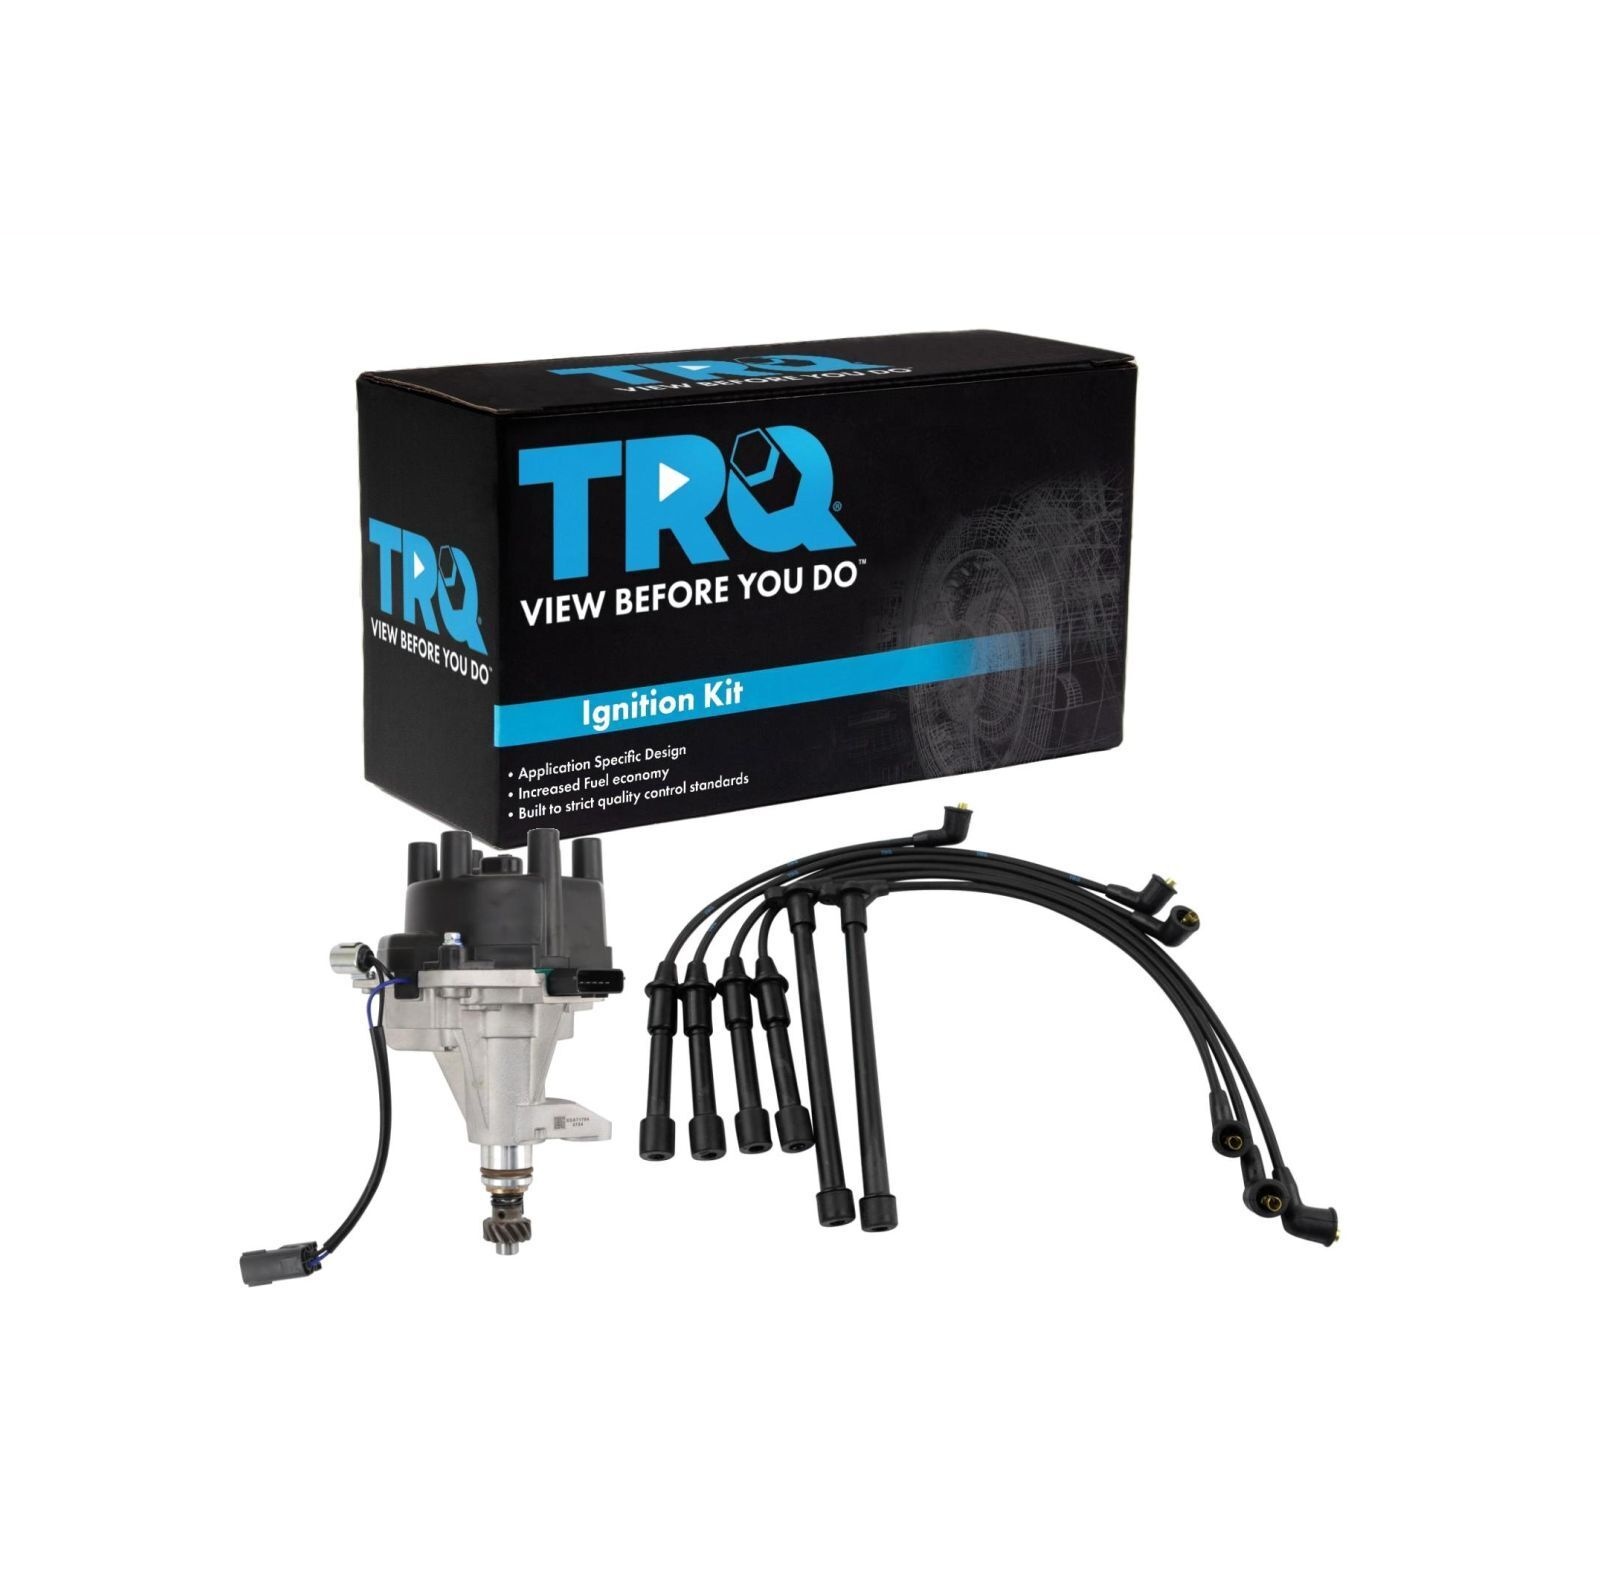 TRQ
VIEW BEFORE YOU DO
TRQ®
VIEW BEFORE YOU DO™
TRQ
VIEW BEFORE YOU DO™
Ignition Kit
• Application Specific Design
• Increased Fuel economy
• Built to strict quality control standards